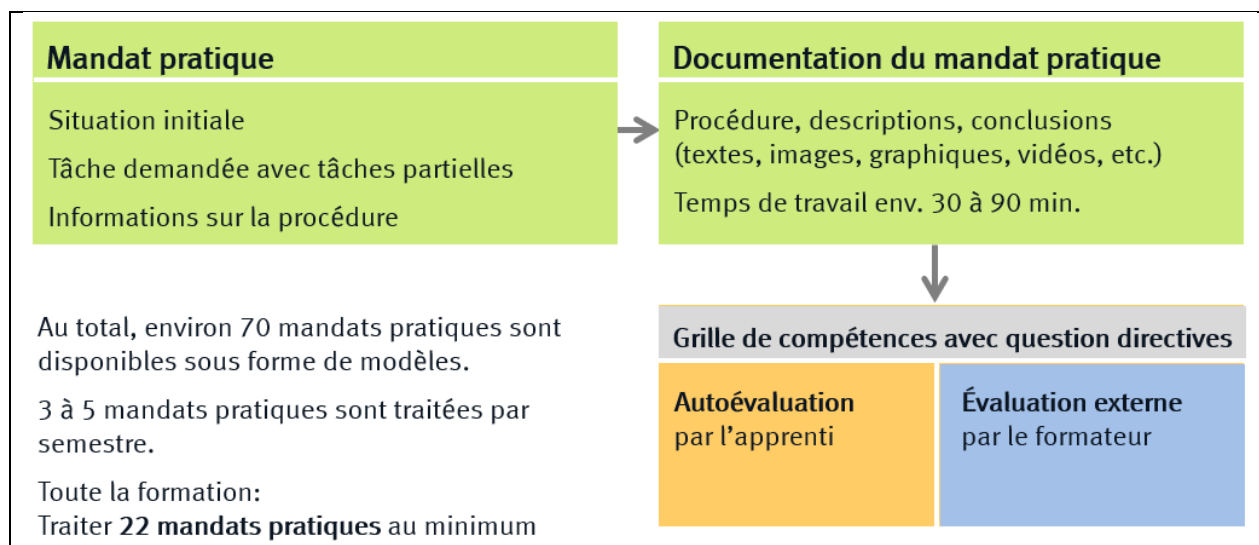 Mandat pratique
Situation initiale
Tâche demandée avec tâches partielles
Informations sur la procédure
Documentation du mandat pratique
Procédure, descriptions, conclusions
(textes, images, graphiques, vidéos, etc.)
Temps de travail env. 30 à 90 min.
Au total, environ 70 mandats pratiques sont
disponibles sous forme de modèles.
3 à 5 mandats pratiques sont traitées par
semestre.
Toute la formation:
Traiter 22 mandats pratiques au minimum
Grille de compétences avec question directives
Autoévaluation
par l'apprenti
Évaluation externe
par le formateur